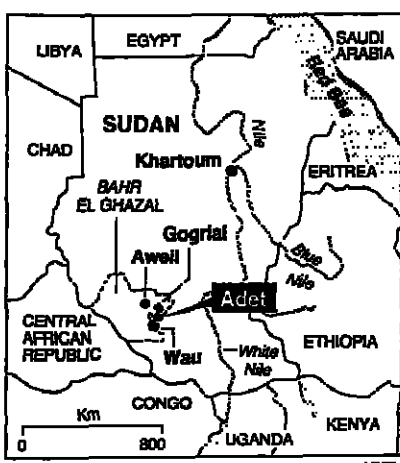 LIBYA
EGYPT
SAUDI
ARABIA
Red Sea
SUDAN
Nile
CHAD
Khartoum
ERITREA
BAHR
EL GHAZAL
Gogrial
Aweil
Blue
Nile
Adet
CENTRAL
AFRICAN
REPUBLIC
Wau
White
Nile
ETHIOPIA
CONGO
Km
0 800
UGANDA
KENYA